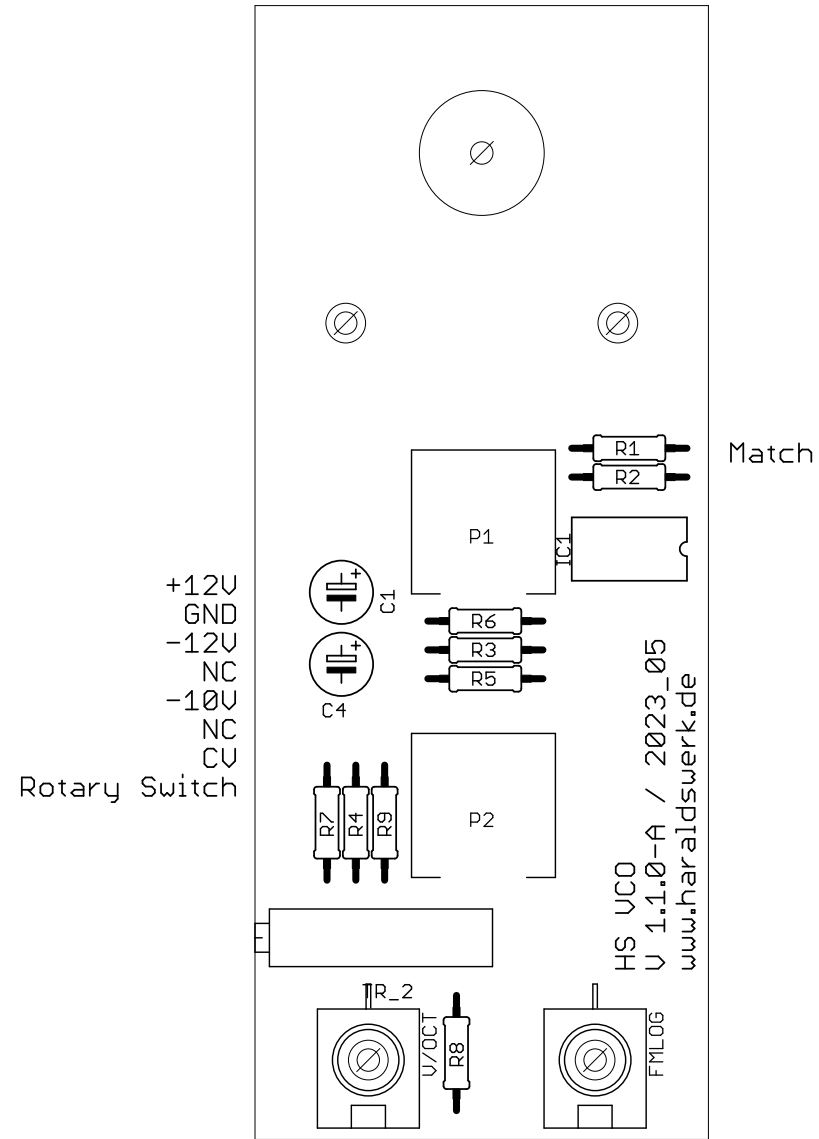 R1
Match
R2
P1
IC1
+12V
C1
GND
R6
-12V
R3
NC
R5
-10V
C4
NC
CV
Rotary Switch
R7
R4
R9
P2
HS VCO
V 1.1.0-A / 2023_05
www.haraldswerk.de
TR_2
V/OCT
R8
FMLOG